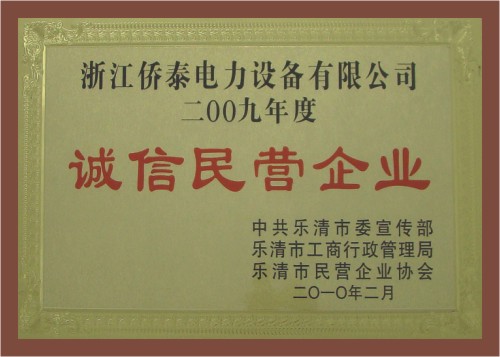 浙江侨泰电力设备有限公司
二00九年度
诚信民营企业
中共乐清市委宣传部
乐清市工商行政管理局
乐清市民营企业协会
二〇一〇年二月